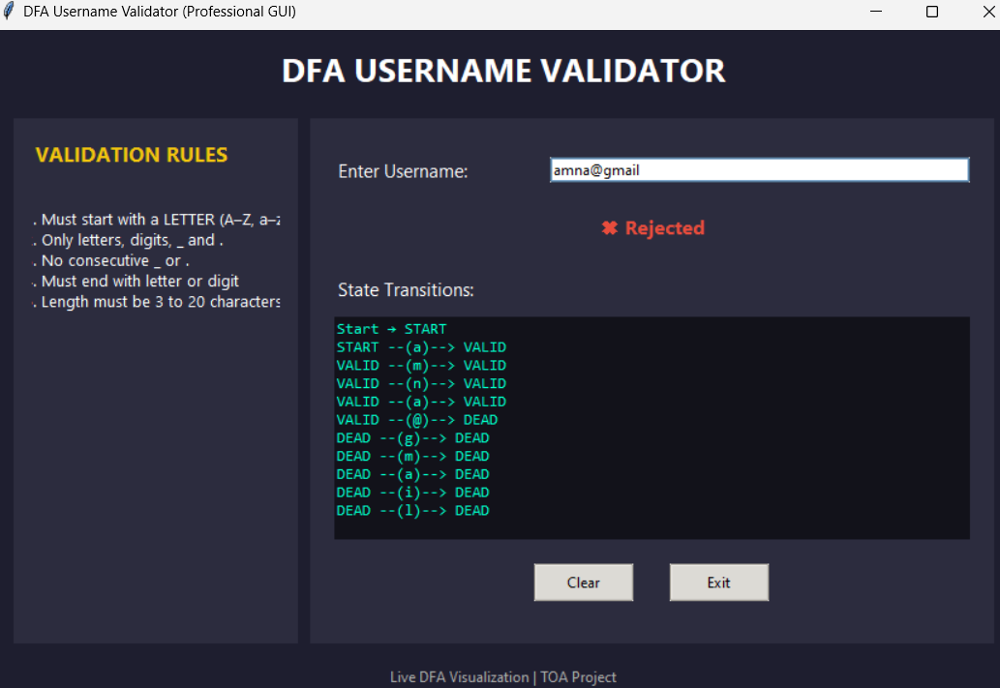 DFA Username Validator (Professional GUI)
DFA USERNAME VALIDATOR
VALIDATION RULES
. Must start with a LETTER (A–Z, a–z
. Only letters, digits, _ and .
. No consecutive _ or .
. Must end with letter or digit
. Length must be 3 to 20 characters
Enter Username:
amna@gmail
✖ Rejected
State Transitions:
Start → START
START --(a)--> VALID
VALID --(m)--> VALID
VALID --(n)--> VALID
VALID --(a)--> VALID
VALID --(@)--> DEAD
DEAD --(g)--> DEAD
DEAD --(m)--> DEAD
DEAD --(a)--> DEAD
DEAD --(i)--> DEAD
DEAD --(l)--> DEAD
Clear
Exit
Live DFA Visualization | TOA Project